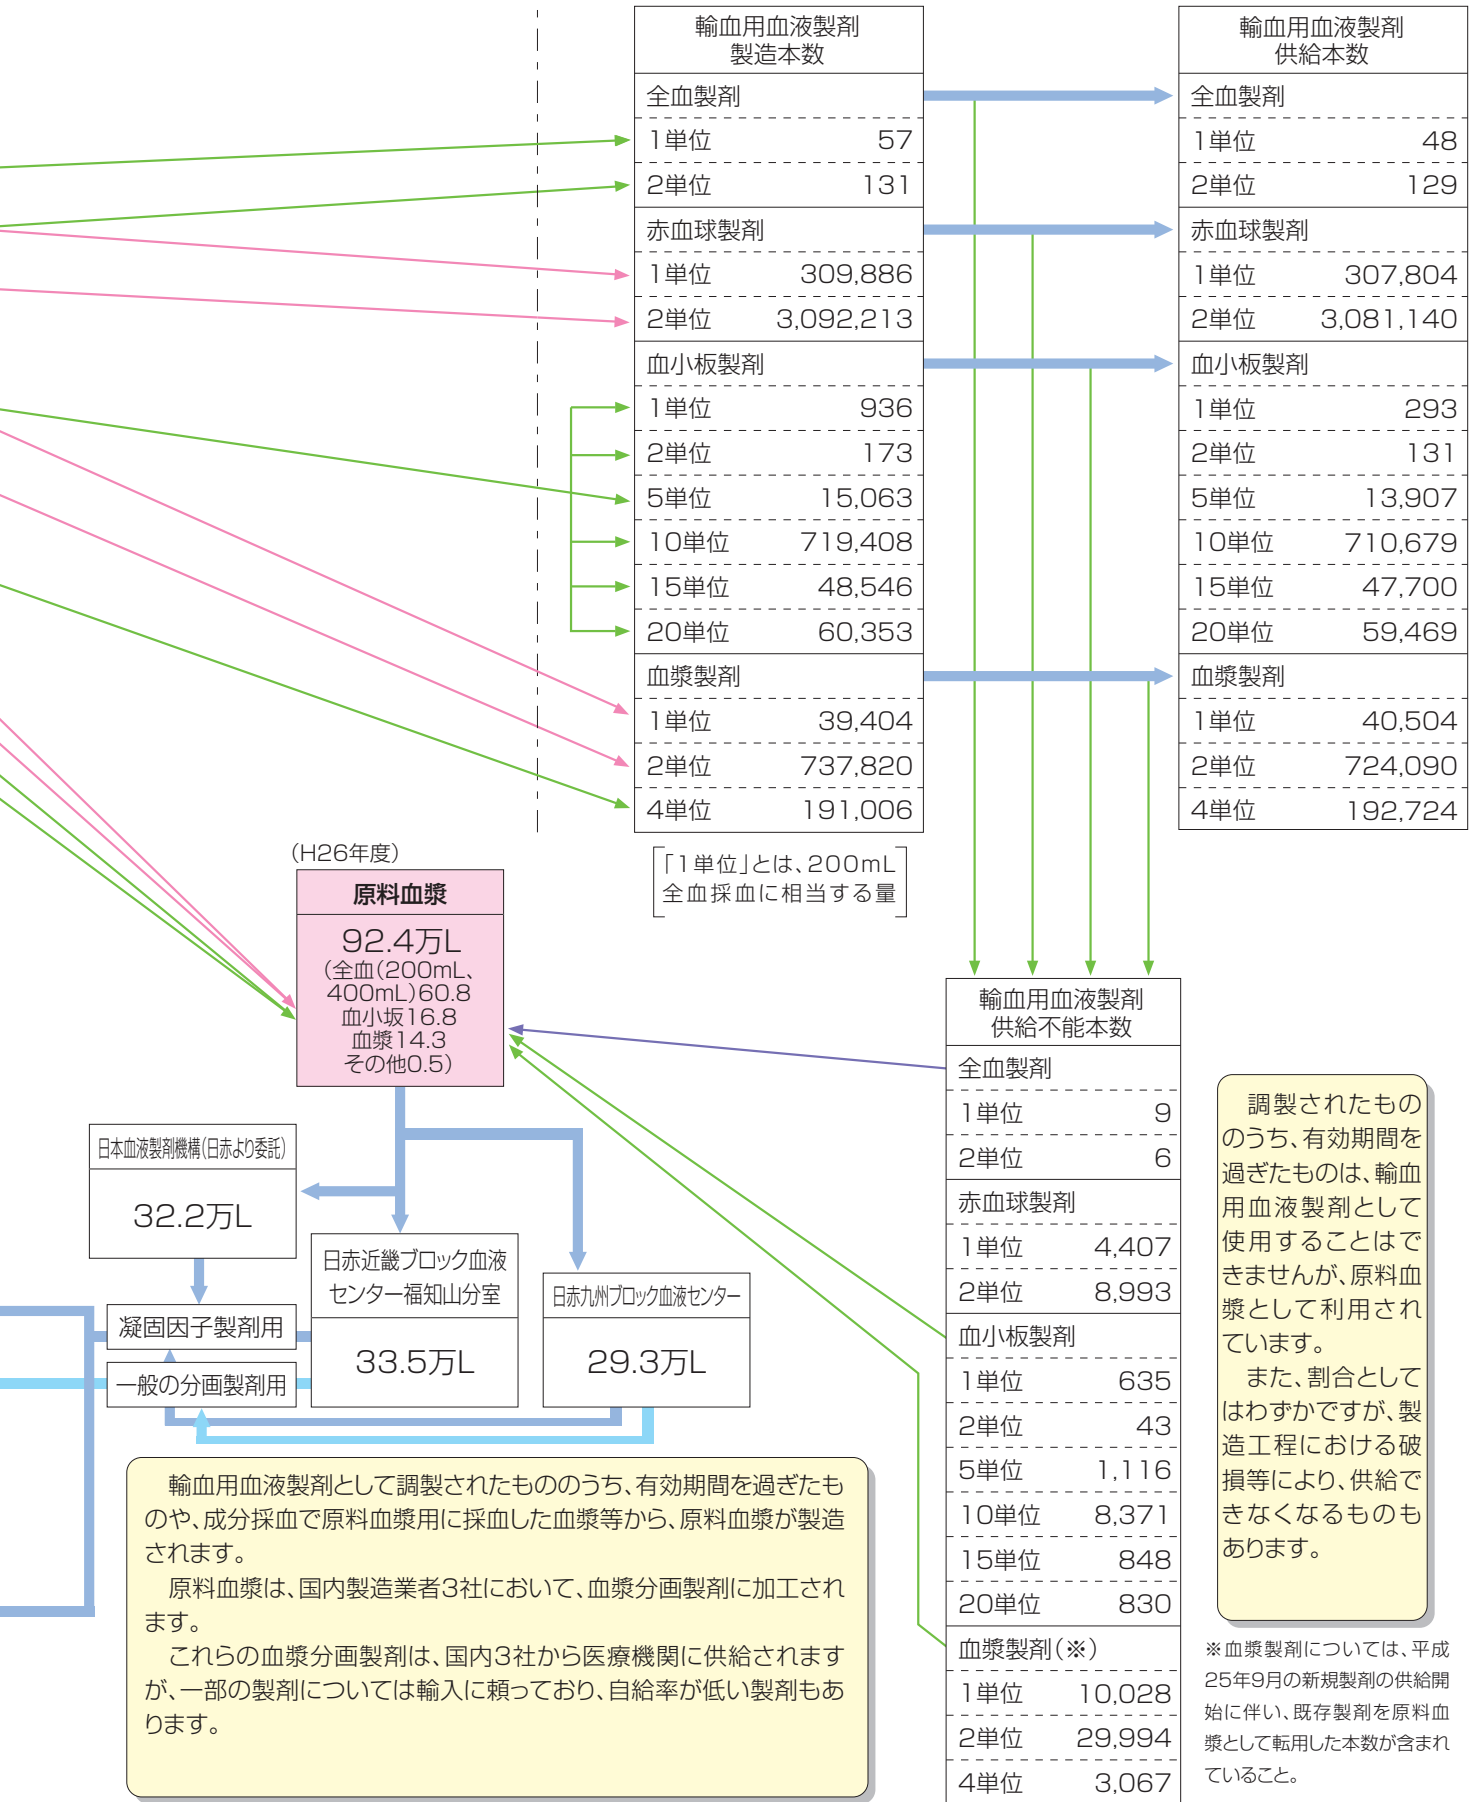 輸血用血液製剤
製造本数
全血製剤
1単位 57
2単位 131
赤血球製剤
1単位 309,886
2単位 3,092,213
血小板製剤
1単位 936
2単位 173
5単位 15,063
10単位 719,408
15単位 48,546
20単位 60,353
血漿製剤
1単位 39,404
2単位 737,820
4単位 191,006
「1単位」とは、200mL
全血採血に相当する量
輸血用血液製剤
供給本数
全血製剤
1単位 48
2単位 129
赤血球製剤
1単位 307,804
2単位 3,081,140
血小板製剤
1単位 293
2単位 131
5単位 13,907
10単位 710,679
15単位 47,700
20単位 59,469
血漿製剤
1単位 40,504
2単位 724,090
4単位 192,724
(H26年度)
原料血漿
92.4万L
(全血(200mL、
400mL)60.8
血小坂16.8
血漿14.3
その他0.5)
日本血液製剤機構(日赤より委託)
32.2万L
日赤近畿ブロック血液
センター福知山分室
33.5万L
日赤九州ブロック血液センター
29.3万L
凝固因子製剤用
一般の分画製剤用
輸血用血液製剤
供給不能本数
全血製剤
1単位 9
2単位 6
赤血球製剤
1単位 4,407
2単位 8,993
血小板製剤
1単位 635
2単位 43
5単位 1,116
10単位 8,371
15単位 848
20単位 830
血漿製剤(※)
1単位 10,028
2単位 29,994
4単位 3,067
調製されたもの
のうち、有効期間を
過ぎたものは、輸血
用血液製剤として
使用することはで
きませんが、原料血
漿として利用され
ています。
また、割合として
はわずかですが、製
造工程における破
損等により、供給で
きなくなるものも
あります。
※血漿製剤については、平成
25年9月の新規製剤の供給開
始に伴い、既存製剤を原料血
漿として転用した本数が含まれ
ていること。
輸血用血液製剤として調製されたもののうち、有効期間を過ぎたも
のや、成分採血で原料血漿用に採血した血漿等から、原料血漿が製造
されます。
原料血漿は、国内製造業者3社において、血漿分画製剤に加工され
ます。
これらの血漿分画製剤は、国内3社から医療機関に供給されます
が、一部の製剤については輸入に頼っており、自給率が低い製剤もあ
ります。